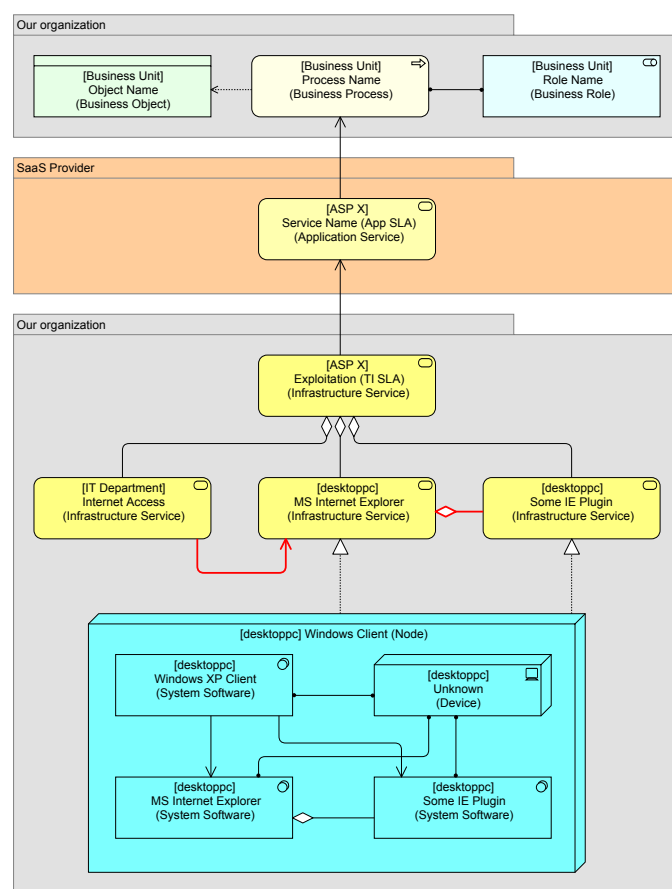 Our organization
[Business Unit]
Object Name
(Business Object)
[Business Unit]
Process Name
(Business Process)
[Business Unit]
Role Name
(Business Role)
SaaS Provider
[ASP X]
Service Name (App SLA)
(Application Service)
Our organization
[ASP X]
Exploitation (TI SLA)
(Infrastructure Service)
[IT Department]
Internet Access
(Infrastructure Service)
[desktoppc]
MS Internet Explorer
(Infrastructure Service)
[desktoppc]
Some IE Plugin
(Infrastructure Service)
[desktoppc] Windows Client (Node)
[desktoppc]
Windows XP Client
(System Software)
[desktoppc]
Unknown
(Device)
[desktoppc]
MS Internet Explorer
(System Software)
[desktoppc]
Some IE Plugin
(System Software)